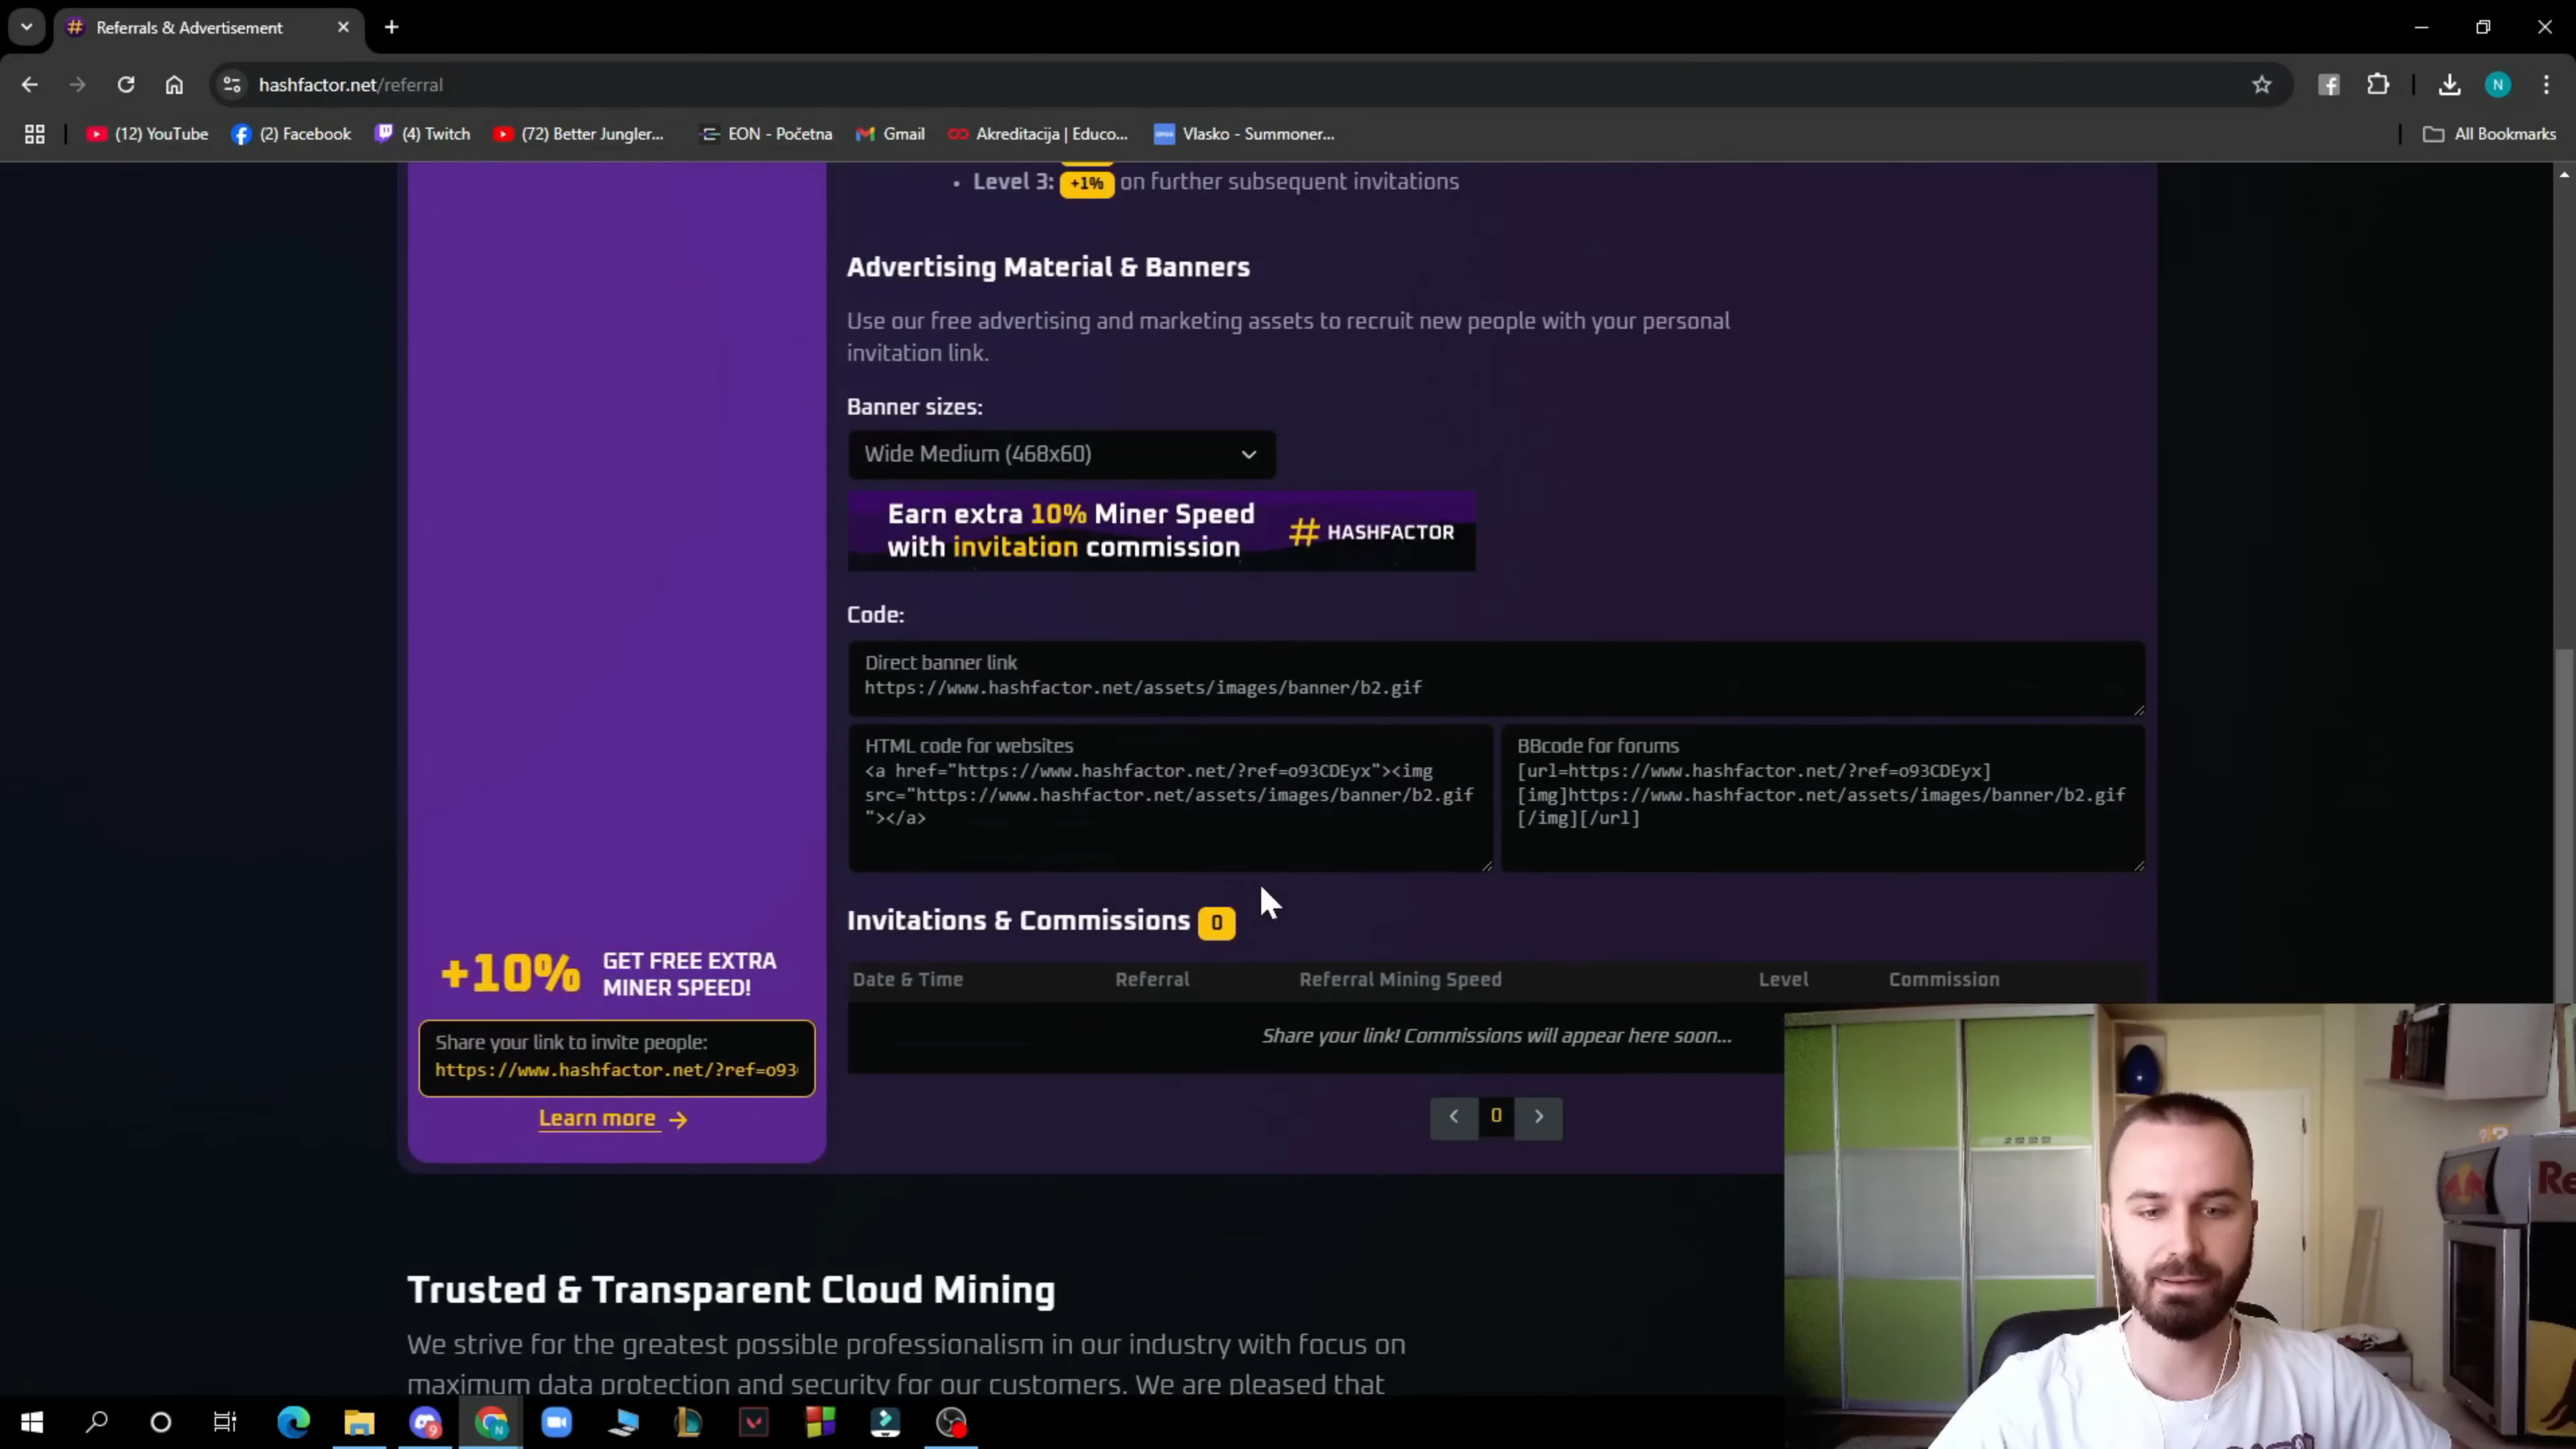 Referrals & Advertisement
hashfactor.net/referral
(12) YouTube
(2) Facebook
(4) Twitch
(72) Better Jungler...
EON - Početna
Gmail
Akreditacija | Educo...
Vlasko - Summoner...
All Bookmarks
N
• Level 3: +1% on further subsequent invitations
Advertising Material & Banners
Use our free advertising and marketing assets to recruit new people with your personal
invitation link.
Banner sizes:
Wide Medium (468x60)
Earn extra 10% Miner Speed
with invitation commission
# HASHFACTOR
Code:
Direct banner link
https://www.hashfactor.net/assets/images/banner/b2.gif
HTML code for websites
<a href="https://www.hashfactor.net/?ref=o93CDEyx"><img
src="https://www.hashfactor.net/assets/images/banner/b2.gif
"></a>
BBcode for forums
[url=https://www.hashfactor.net/?ref=o93CDEyx]
[img]https://www.hashfactor.net/assets/images/banner/b2.gif
[/img][/url]
Invitations & Commissions 0
Date & Time
Referral
Referral Mining Speed
Level
Commission
Share your link! Commissions will appear here soon...
0
+10%
GET FREE EXTRA
MINER SPEED!
Share your link to invite people:
https://www.hashfactor.net/?ref=o93
Learn more
Trusted & Transparent Cloud Mining
We strive for the greatest possible professionalism in our industry with focus on
maximum data protection and security for our customers. We are pleased that
Re
9
N